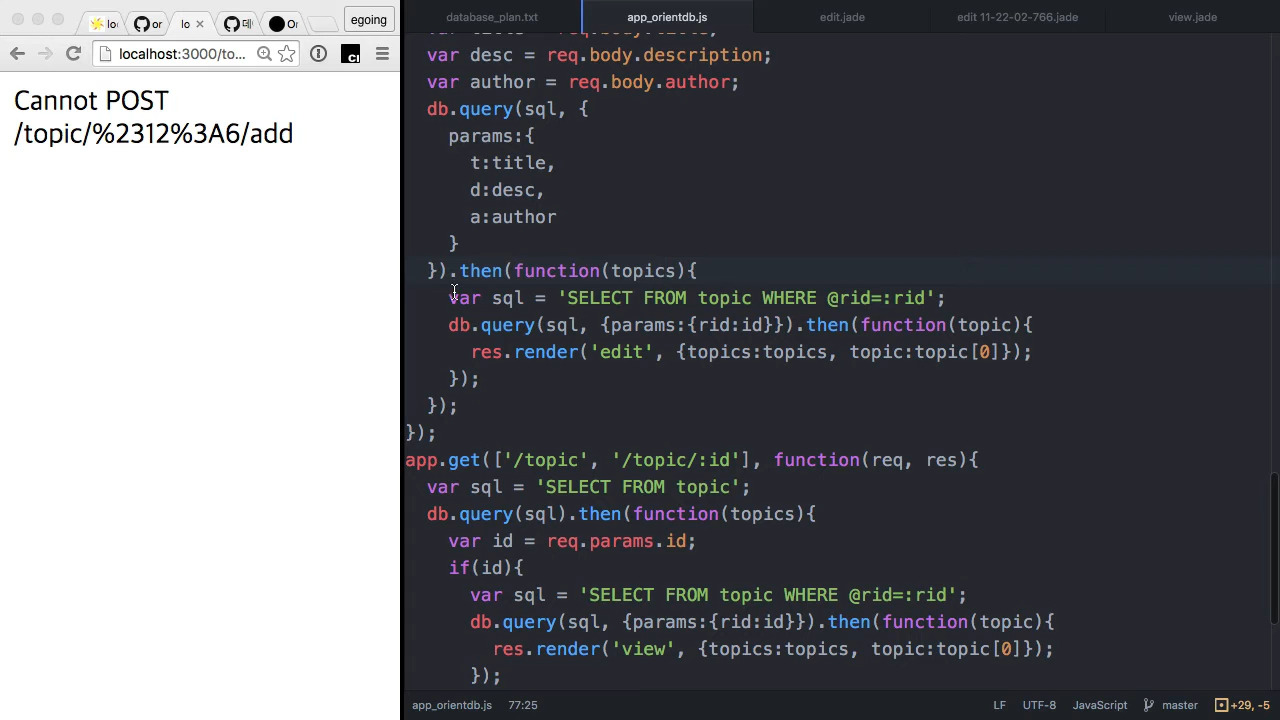 lo
or
lo
데
Or
egoing
localhost:3000/to...
Cannot POST
/topic/%2312%3A6/add
database_plan.txt
app_orientdb.js
edit.jade
edit 11-22-02-766.jade
view.jade
var desc = req.body.description;
var author = req.body.author;
db.query(sql, {
params:{
t:title,
d:desc,
a:author
}
}).then(function(topics){
var sql = 'SELECT FROM topic WHERE @rid=:rid';
db.query(sql, {params:{rid:id}}).then(function(topic){
res.render('edit', {topics:topics, topic:topic[0]});
});
});
});
app.get(['/topic', '/topic/:id'], function(req, res){
var sql = 'SELECT FROM topic';
db.query(sql).then(function(topics){
var id = req.params.id;
if(id){
var sql = 'SELECT FROM topic WHERE @rid=:rid';
db.query(sql, {params:{rid:id}}).then(function(topic){
res.render('view', {topics:topics, topic:topic[0]});
});
app_orientdb.js
77:25
LF
UTF-8
JavaScript
master
+29, -5